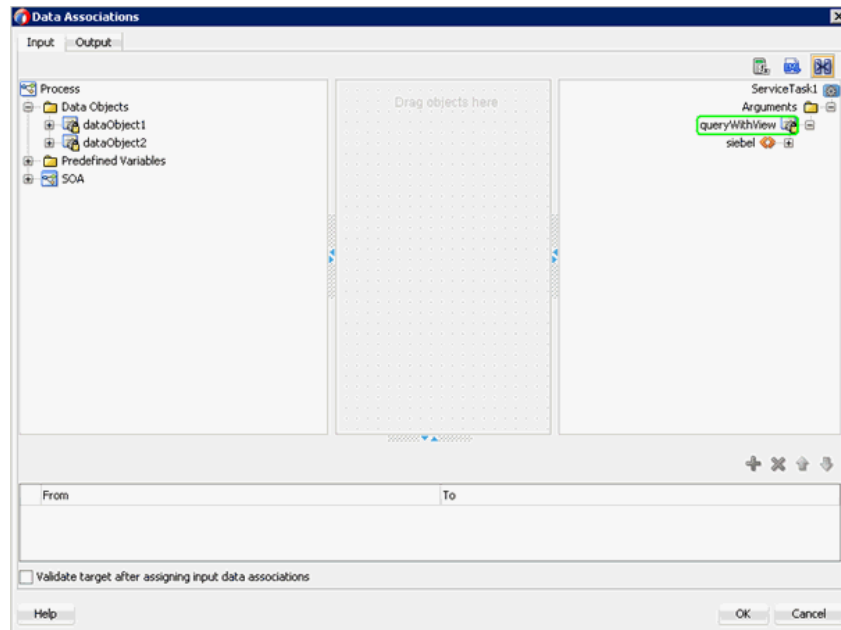 Data Associations
Input Output
Process
Data Objects
dataObject1
dataObject2
Predefined Variables
SOA
Drag objects here
ServiceTask1
Arguments
queryWithView
siebel
From To
Validate target after assigning input data associations
Help OK Cancel